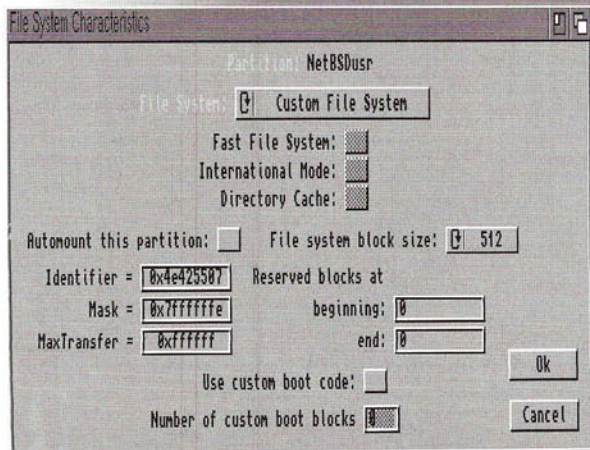 File System Characteristics
Partition: NetBSDusr
File System: Custom File System
Fast File System:
International Mode:
Directory Cache:
Automount this partition: File system block size: 512
Identifier = 0x4e425507 Reserved blocks at
Mask = 0x7ffffffe beginning: 0
MaxTransfer = 0xffffff end: 0
Use custom boot code:
Ok
Number of custom boot blocks 0
Cancel